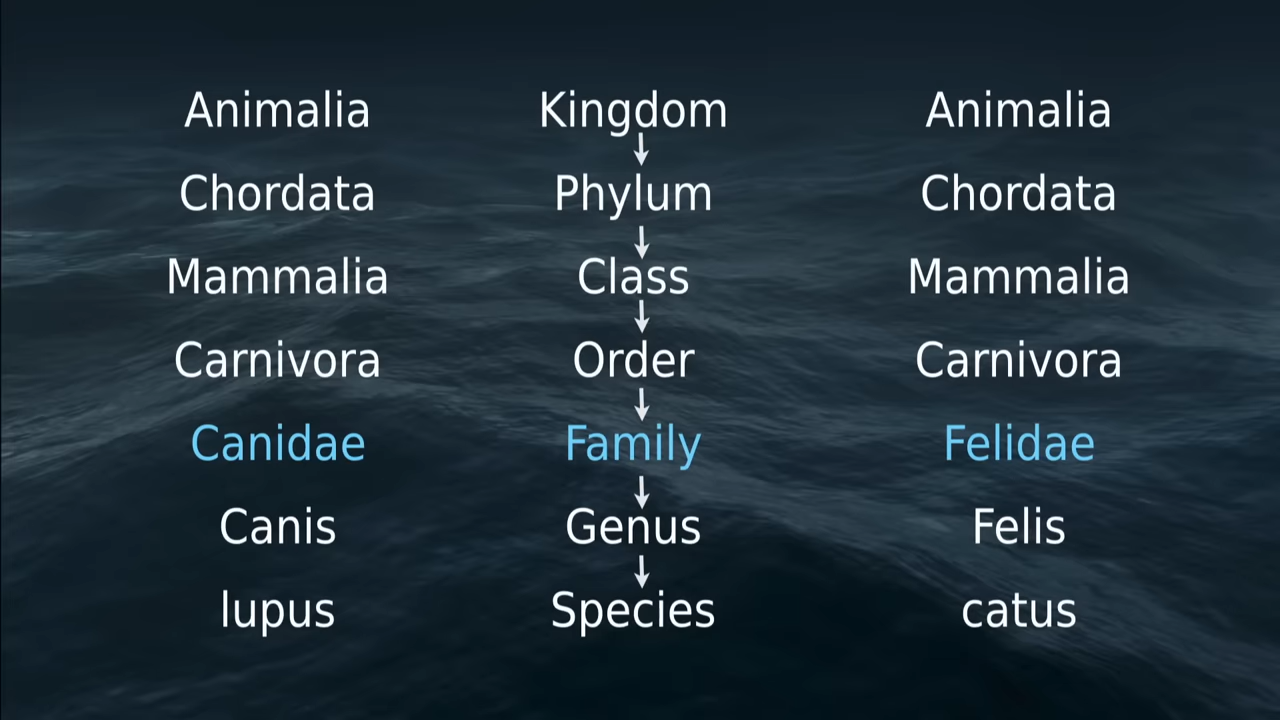 Animalia Kingdom Animalia
Chordata Phylum Chordata
Mammalia Class Mammalia
Carnivora Order Carnivora
Canidae Family Felidae
Canis Genus Felis
lupus Species catus